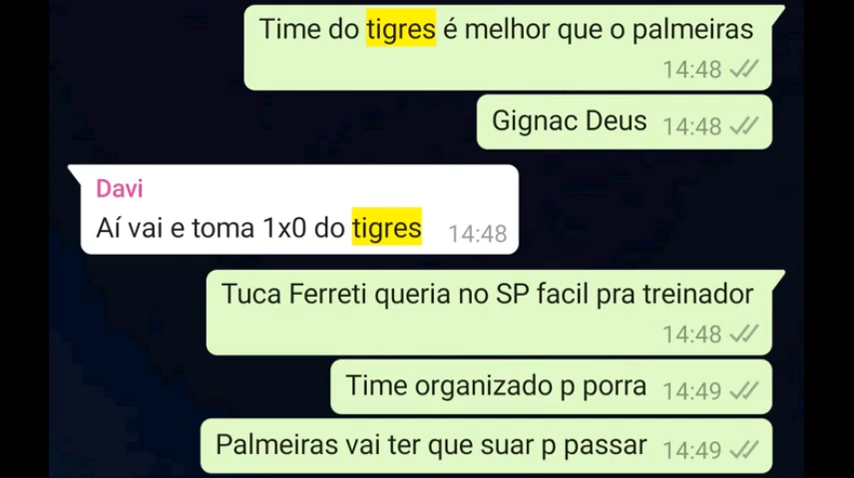 Time do tigres é melhor que o palmeiras
14:48
Gignac Deus 14:48
Davi
Aí vai e toma 1x0 do tigres 14:48
Tuca Ferreti queria no SP facil pra treinador
14:48
Time organizado p porra 14:49
Palmeiras vai ter que suar p passar 14:49